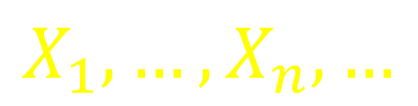 X₁, … , Xₙ, …